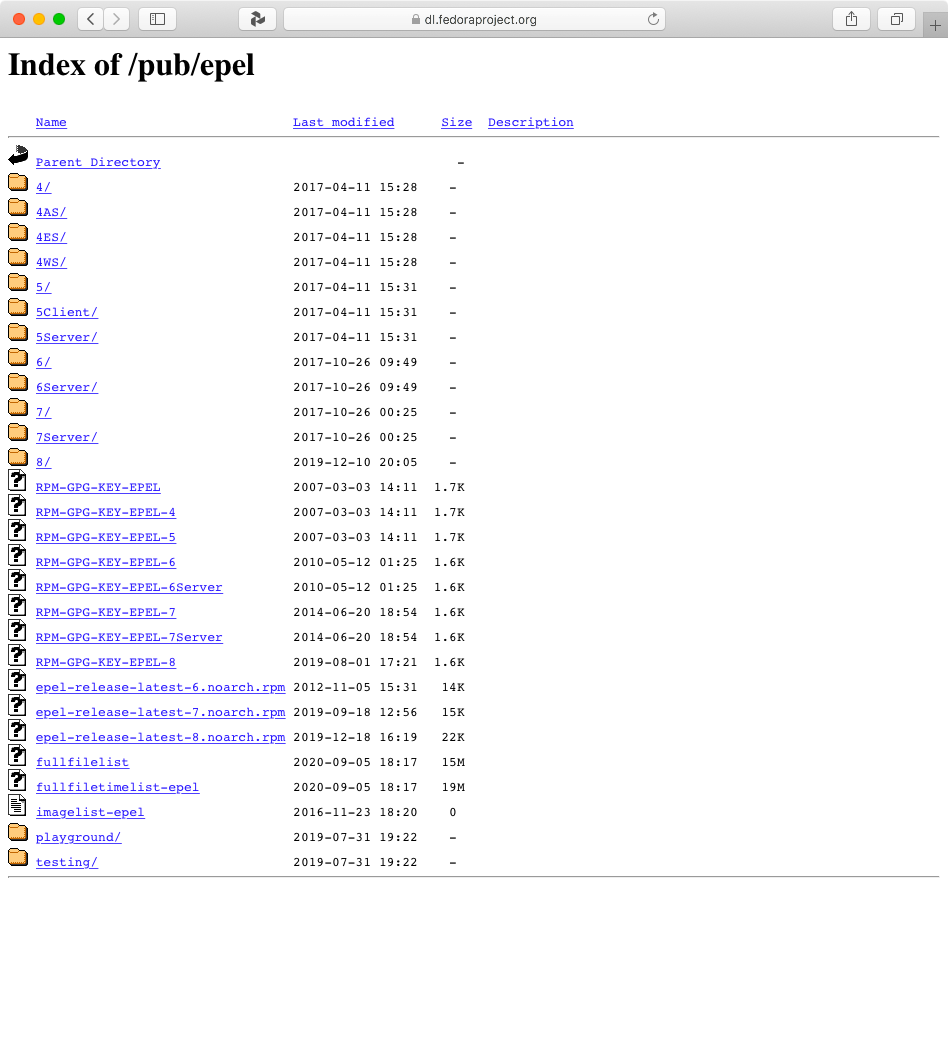 dl.fedoraproject.org
Index of /pub/epel
Name Last modified Size Description
Parent Directory -
4/ 2017-04-11 15:28 -
4AS/ 2017-04-11 15:28 -
4ES/ 2017-04-11 15:28 -
4WS/ 2017-04-11 15:28 -
5/ 2017-04-11 15:31 -
5Client/ 2017-04-11 15:31 -
5Server/ 2017-04-11 15:31 -
6/ 2017-10-26 09:49 -
6Server/ 2017-10-26 09:49 -
7/ 2017-10-26 00:25 -
7Server/ 2017-10-26 00:25 -
8/ 2019-12-10 20:05 -
RPM-GPG-KEY-EPEL 2007-03-03 14:11 1.7K
RPM-GPG-KEY-EPEL-4 2007-03-03 14:11 1.7K
RPM-GPG-KEY-EPEL-5 2007-03-03 14:11 1.7K
RPM-GPG-KEY-EPEL-6 2010-05-12 01:25 1.6K
RPM-GPG-KEY-EPEL-6Server 2010-05-12 01:25 1.6K
RPM-GPG-KEY-EPEL-7 2014-06-20 18:54 1.6K
RPM-GPG-KEY-EPEL-7Server 2014-06-20 18:54 1.6K
RPM-GPG-KEY-EPEL-8 2019-08-01 17:21 1.6K
epel-release-latest-6.noarch.rpm 2012-11-05 15:31 14K
epel-release-latest-7.noarch.rpm 2019-09-18 12:56 15K
epel-release-latest-8.noarch.rpm 2019-12-18 16:19 22K
fullfilelist 2020-09-05 18:17 15M
fullfiletimelist-epel 2020-09-05 18:17 19M
imagelist-epel 2016-11-23 18:20 0
playground/ 2019-07-31 19:22 -
testing/ 2019-07-31 19:22 -